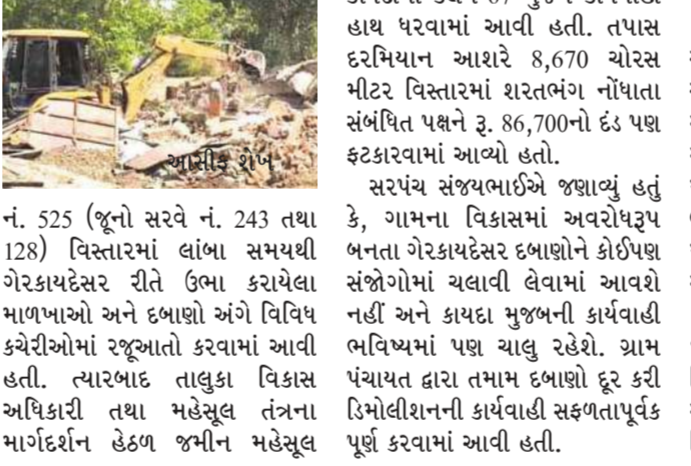 આસીફ શેખ
નં. 525 (જૂનો સરવે નં. 243 તથા
128) વિસ્તારમાં લાંબા સમયથી
ગેરકાયદેસર રીતે ઉભા કરાયેલા
માળખાઓ અને દબાણો અંગે વિવિધ
કચેરીઓમાં રજૂઆતો કરવામાં આવી
હતી. ત્યારબાદ તાલુકા વિકાસ
અધિકારી તથા મહેસૂલ તંત્રના
માર્ગદર્શન હેઠળ જમીન મહેસૂલ
હાથ ધરવામાં આવી હતી. તપાસ
દરમિયાન આશરે 8,670 ચોરસ
મીટર વિસ્તારમાં શરતભંગ નોંધાતા
સંબંધિત પક્ષને રૂ. 86,700નો દંડ પણ
ફટકારવામાં આવ્યો હતો.
સરપંચ સંજયભાઈએ જણાવ્યું હતું
કે, ગામના વિકાસમાં અવરોધરૂપ
બનતા ગેરકાયદેસર દબાણોને કોઈપણ
સંજોગોમાં ચલાવી લેવામાં આવશે
નહીં અને કાયદા મુજબની કાર્યવાહી
ભવિષ્યમાં પણ ચાલુ રહેશે. ગ્રામ
પંચાયત દ્વારા તમામ દબાણો દૂર કરી
ડિમોલીશનની કાર્યવાહી સફળતાપૂર્વક
પૂર્ણ કરવામાં આવી હતી.